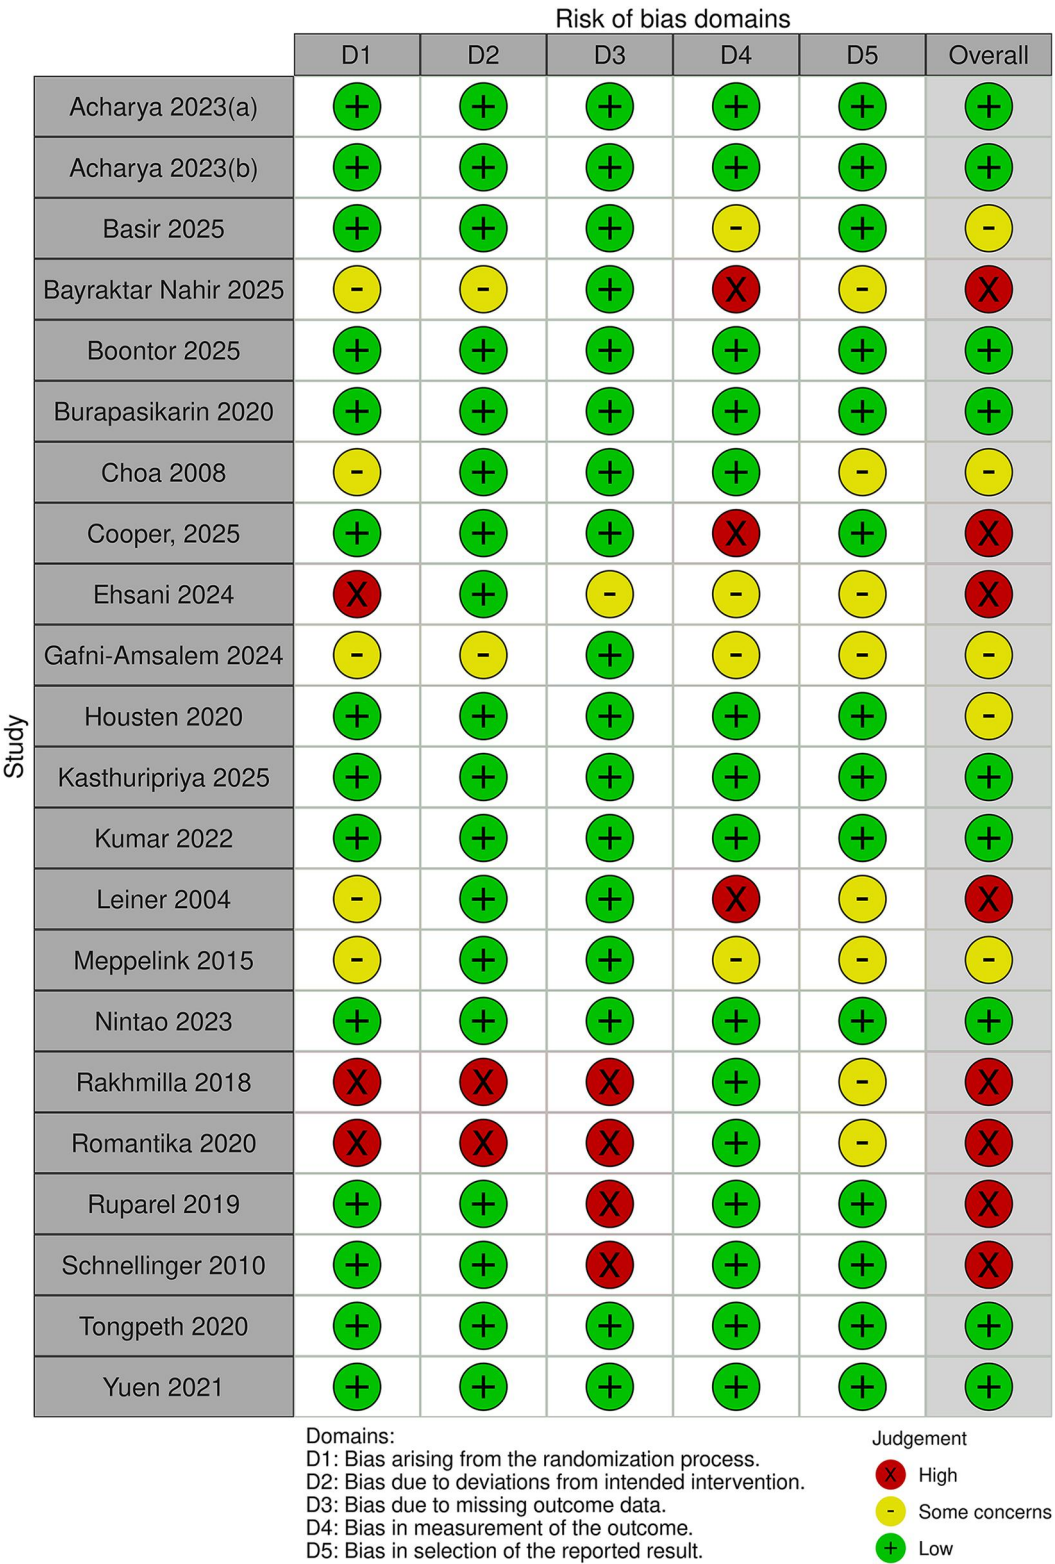 Risk of bias domains
D1 D2 D3 D4 D5 Overall
Acharya 2023(a) + + + + + +
Acharya 2023(b) + + + + + +
Basir 2025 + + + - + -
Bayraktar Nahir 2025 - - + X - X
Boontor 2025 + + + + + +
Burapasikarin 2020 + + + + + +
Choa 2008 - + + + - -
Cooper, 2025 + + + X + X
Ehsani 2024 X + - - - X
Gafni-Amsalem 2024 - - + - - -
Housten 2020 + + + + + -
Kasthuripriya 2025 + + + + + +
Kumar 2022 + + + + + +
Leiner 2004 - + + X - X
Meppelink 2015 - + + - - -
Nintao 2023 + + + + + +
Rakhmilla 2018 X X X + - X
Romantika 2020 X X X + - X
Ruparel 2019 + + X + + X
Schnellinger 2010 + + X + + X
Tongpeth 2020 + + + + + +
Yuen 2021 + + + + + +
Study
Domains:
D1: Bias arising from the randomization process.
D2: Bias due to deviations from intended intervention.
D3: Bias due to missing outcome data.
D4: Bias in measurement of the outcome.
D5: Bias in selection of the reported result.
Judgement
X High
- Some concerns
+ Low